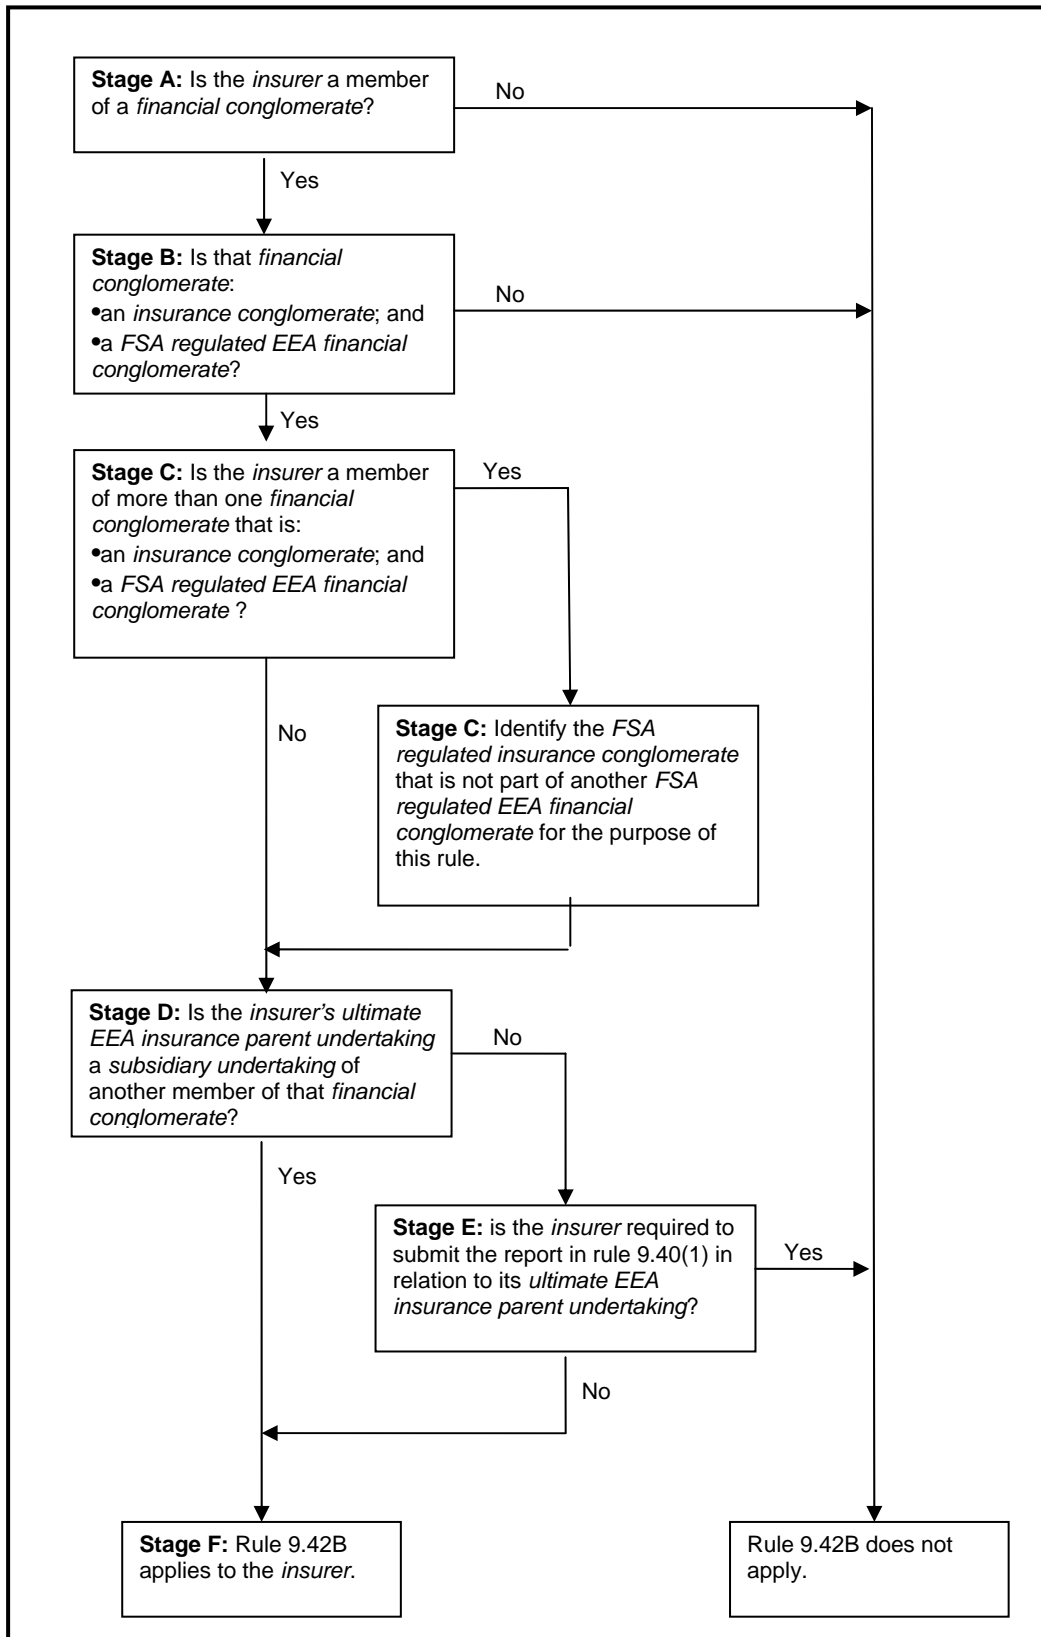 Stage A: Is the insurer a member
of a financial conglomerate?
No
Yes
Stage B: Is that financial
conglomerate:
•an insurance conglomerate; and
•a FSA regulated EEA financial
conglomerate?
No
Yes
Stage C: Is the insurer a member
of more than one financial
conglomerate that is:
•an insurance conglomerate; and
•a FSA regulated EEA financial
conglomerate ?
Yes
No
Stage C: Identify the FSA
regulated insurance conglomerate
that is not part of another FSA
regulated EEA financial
conglomerate for the purpose of
this rule.
Stage D: Is the insurer's ultimate
EEA insurance parent undertaking
a subsidiary undertaking of
another member of that financial
conglomerate?
No
Yes
Stage E: is the insurer required to
submit the report in rule 9.40(1) in
relation to its ultimate EEA
insurance parent undertaking?
Yes
No
Stage F: Rule 9.42B
applies to the insurer.
Rule 9.42B does not
apply.